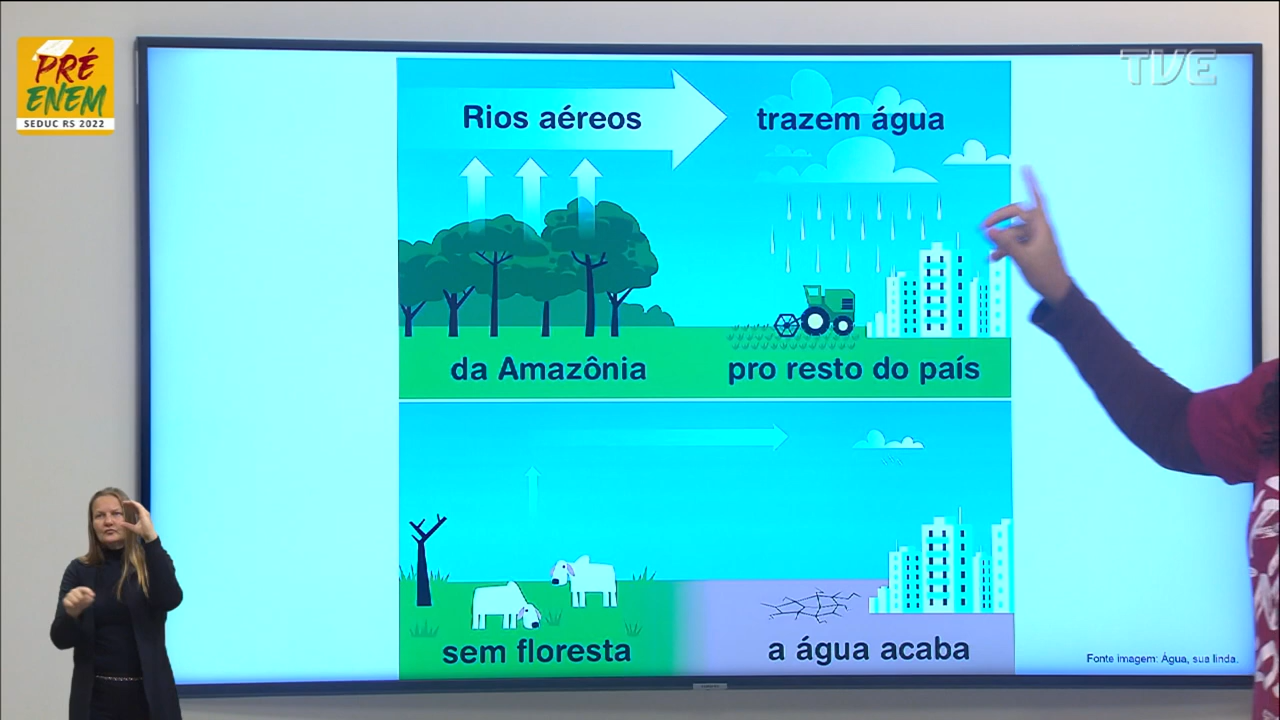 PRÉ
ENEM
SEDUC RS 2022
TVE
Rios aéreos
trazem água
da Amazônia
pro resto do país
sem floresta
a água acaba
Fonte imagem: Água, sua linda.